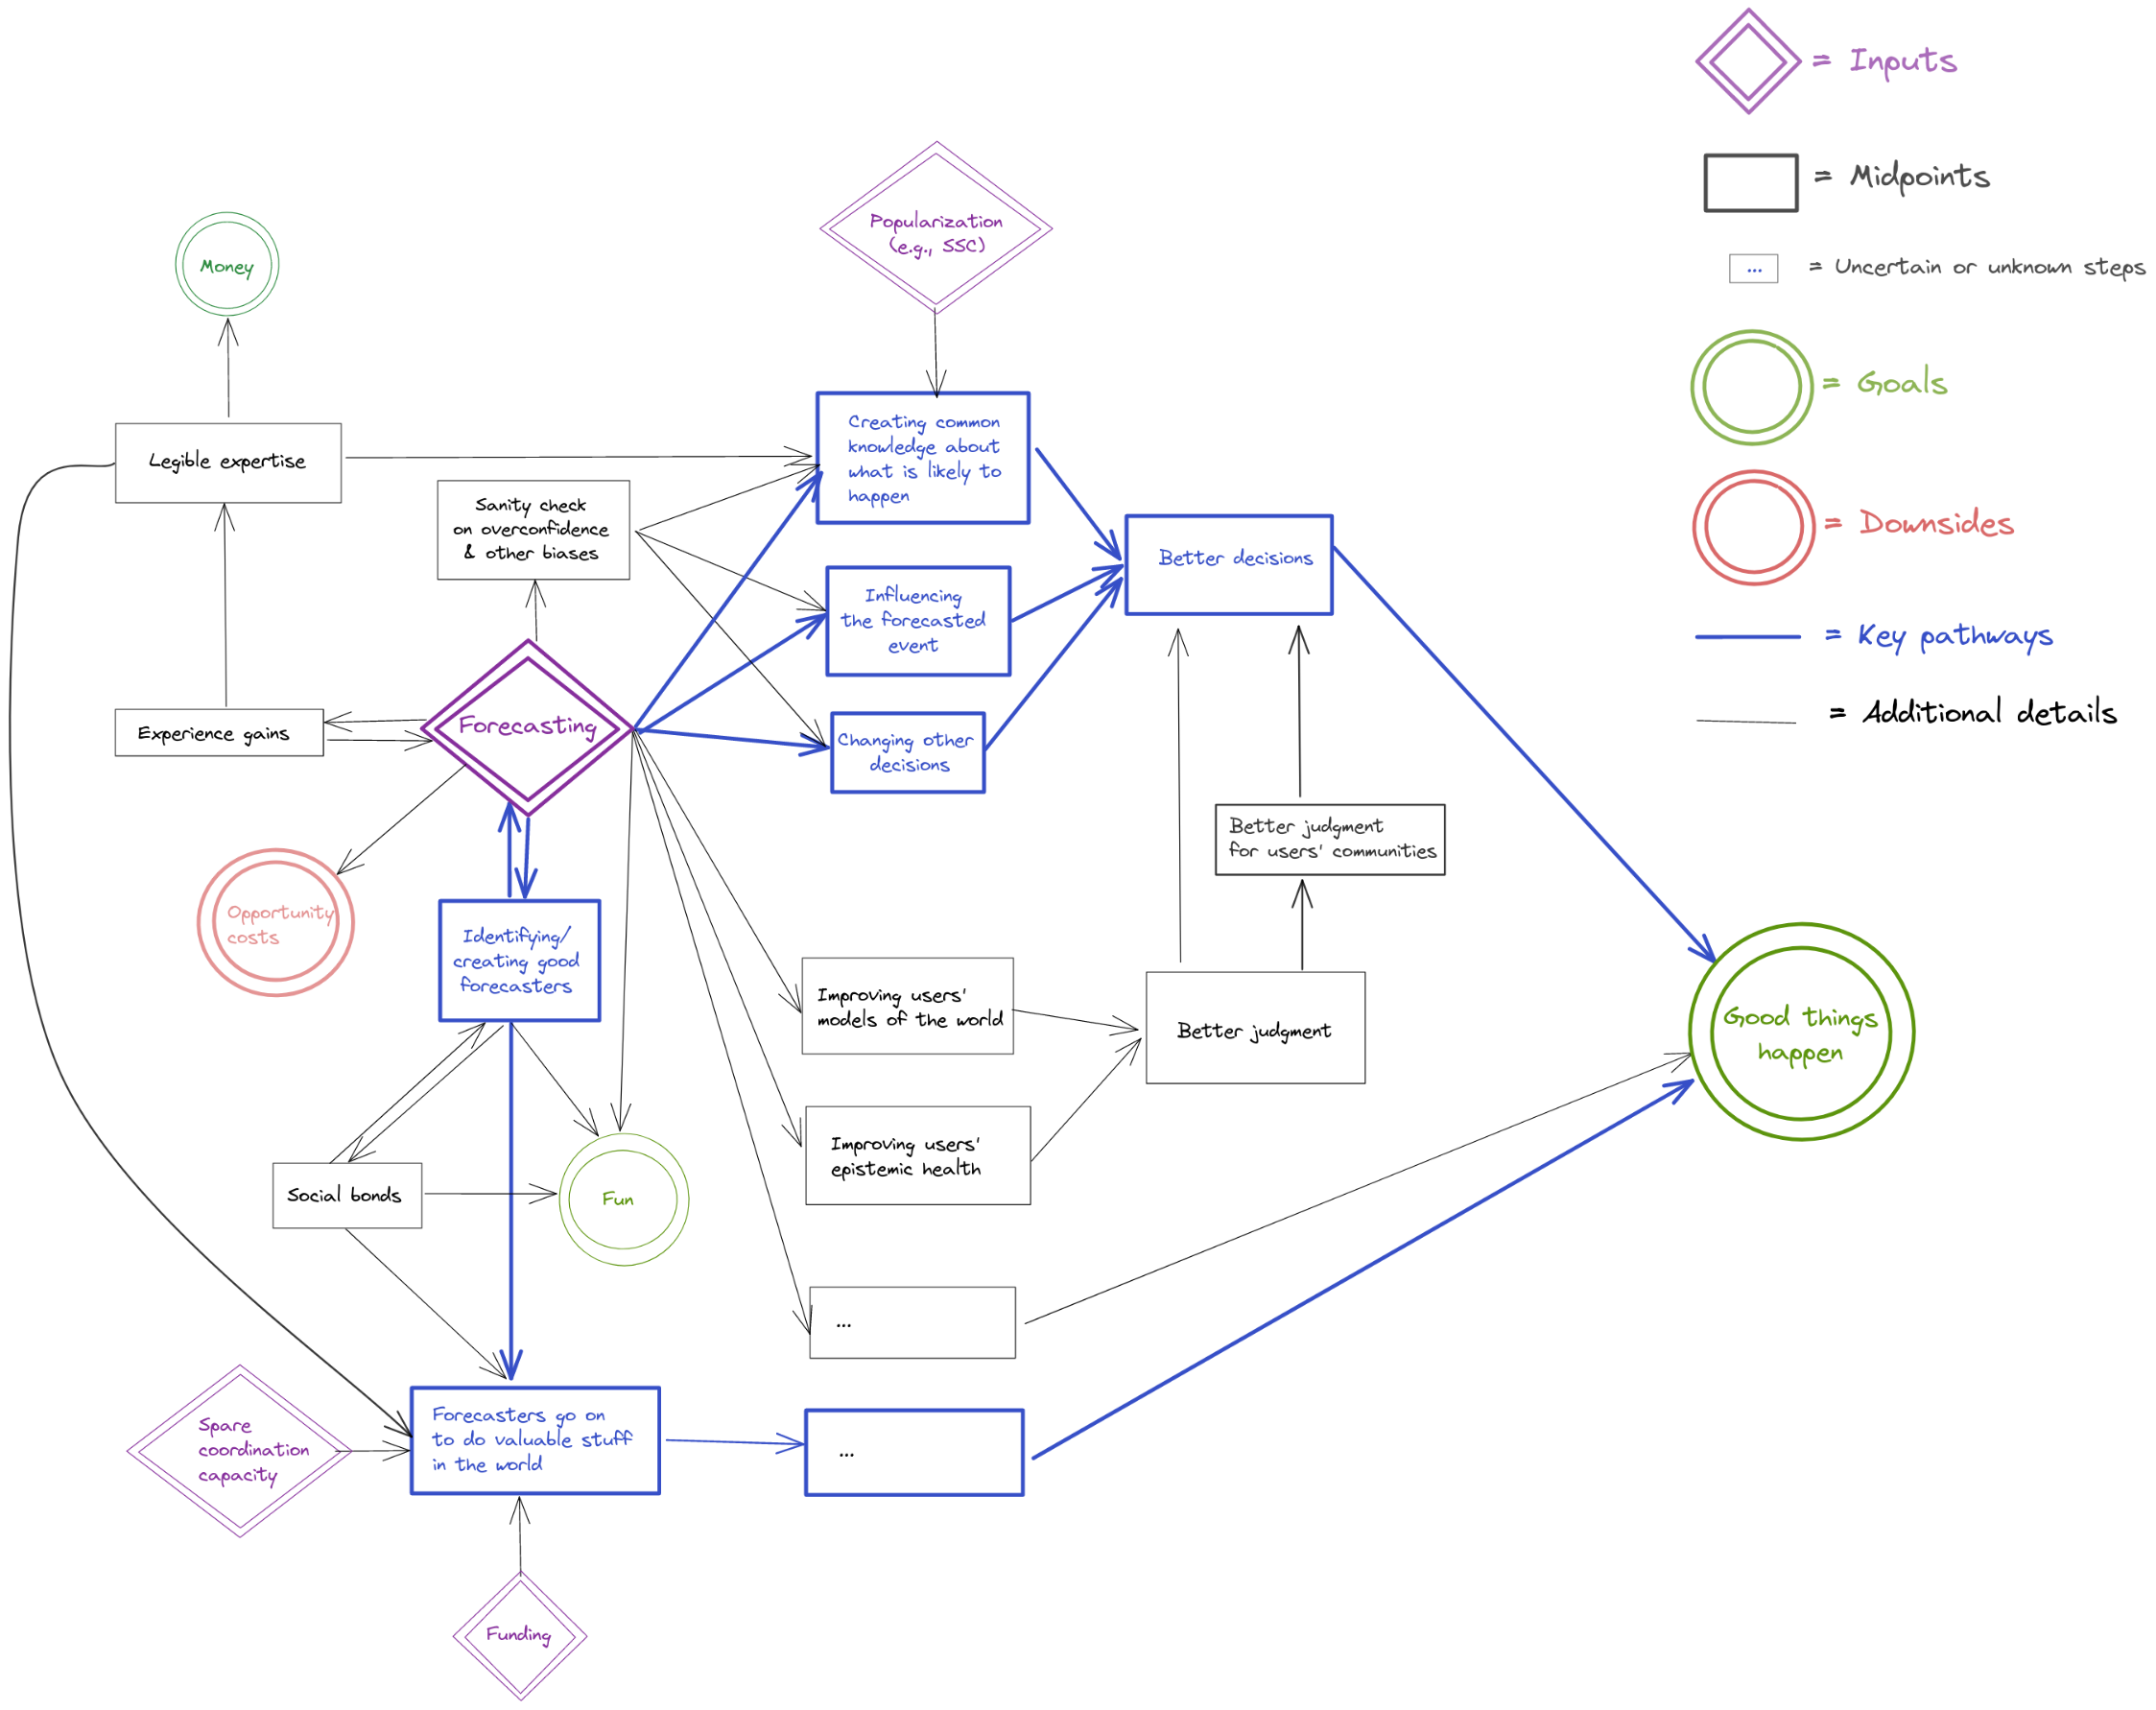 = Inputs
= Midpoints
...
= Uncertain or unknown steps
= Goals
= Downsides
= Key pathways
= Additional details
Popularization
(e.g., SSC)
Money
Legible expertise
Creating common
knowledge about
what is likely to
happen
Sanity check
on overconfidence
& other biases
Better decisions
Influencing
the forecasted
event
Experience gains
Forecasting
Changing other
decisions
Better judgment
for users' communities
Opportunity
costs
Identifying/
creating good
forecasters
Improving users'
models of the world
Better judgment
Good things
happen
Improving users'
epistemic health
Social bonds
Fun
...
Spare
coordination
capacity
Forecasters go on
to do valuable stuff
in the world
...
Funding